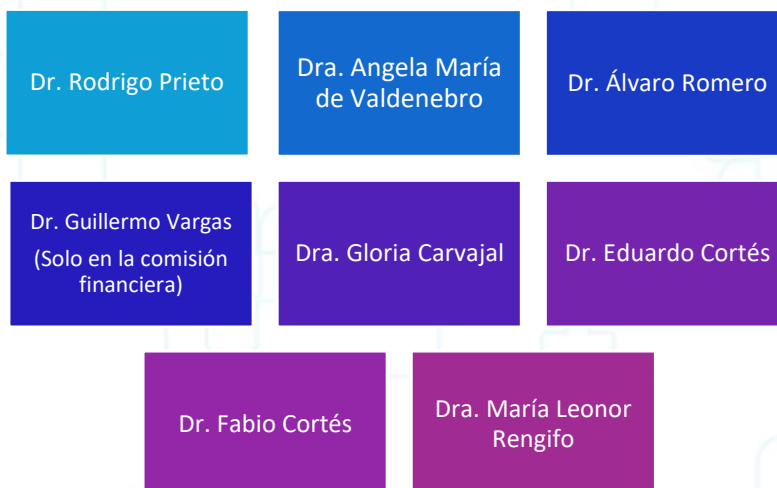 Dr. Rodrigo Prieto
Dra. Angela María
de Valdenebro
Dr. Álvaro Romero
Dr. Guillermo Vargas
(Solo en la comisión
financiera)
Dra. Gloria Carvajal
Dr. Eduardo Cortés
Dr. Fabio Cortés
Dra. María Leonor
Rengifo